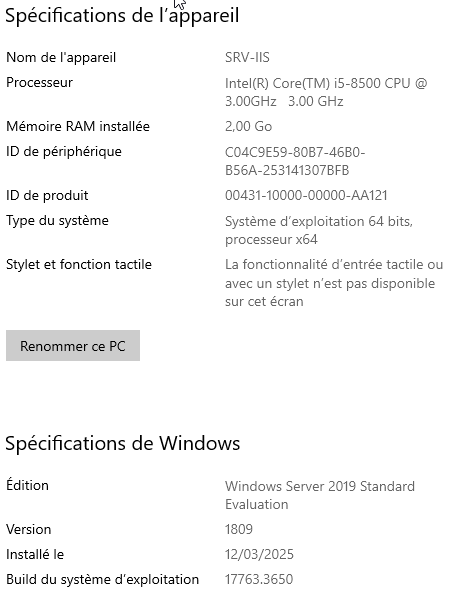 Spécifications de l'appareil
Nom de l'appareil SRV-IIS
Processeur Intel(R) Core(TM) i5-8500 CPU @
3.00GHz 3.00 GHz
Mémoire RAM installée 2,00 Go
ID de périphérique C04C9E59-80B7-46B0-
B56A-253141307BFB
ID de produit 00431-10000-00000-AA121
Type du système Système d'exploitation 64 bits,
processeur x64
Stylet et fonction tactile La fonctionnalité d'entrée tactile ou
avec un stylet n'est pas disponible
sur cet écran
Renommer ce PC
Spécifications de Windows
Édition Windows Server 2019 Standard
Evaluation
Version 1809
Installé le 12/03/2025
Build du système d'exploitation 17763.3650